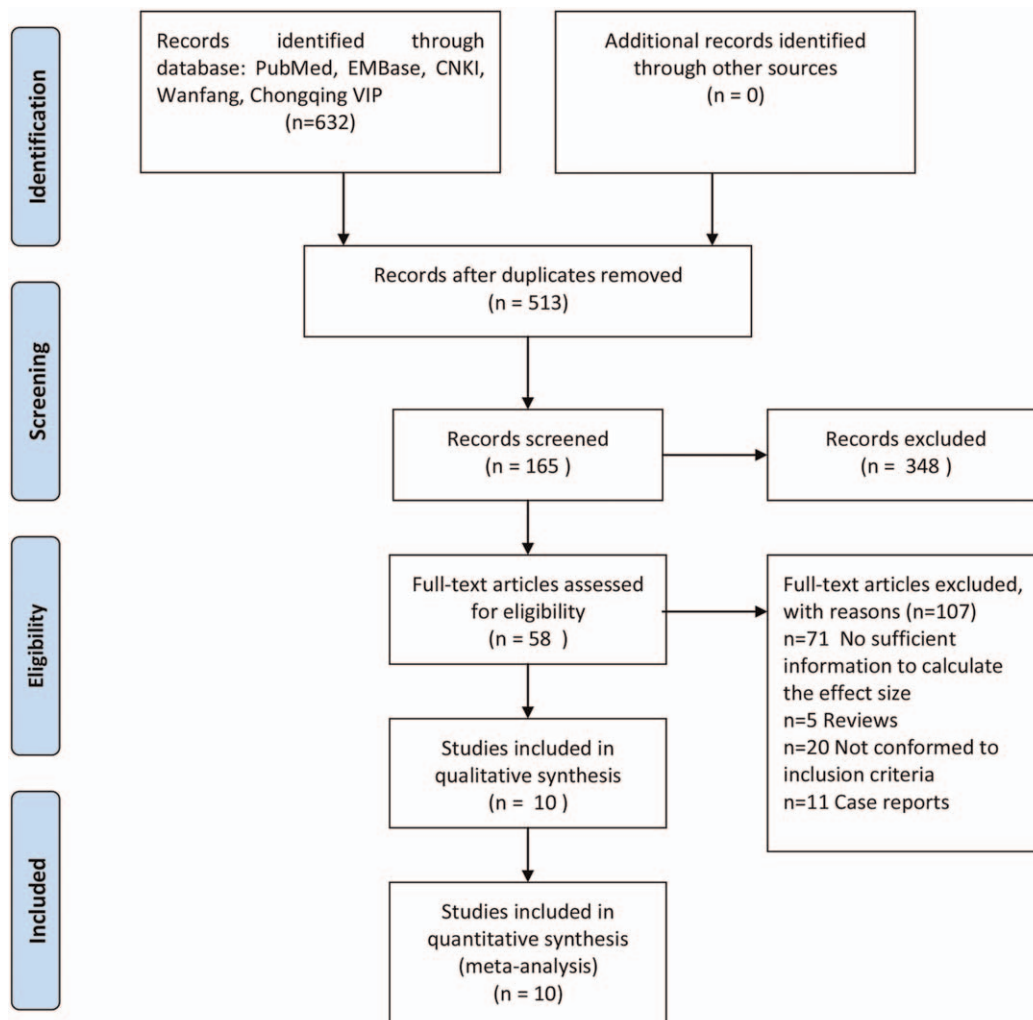 Identification
Records identified through
database: PubMed, EMBase, CNKI,
Wanfang, Chongqing VIP
(n=632)
Additional records identified
through other sources
(n = 0)
Records after duplicates removed
(n = 513)
Screening
Records screened
(n = 165 )
Records excluded
(n = 348 )
Eligibility
Full-text articles assessed
for eligibility
(n = 58 )
Full-text articles excluded,
with reasons (n=107)
n=71 No sufficient
information to calculate
the effect size
n=5 Reviews
n=20 Not conformed to
inclusion criteria
n=11 Case reports
Studies included in
qualitative synthesis
(n = 10 )
Included
Studies included in
quantitative synthesis
(meta-analysis)
(n = 10)